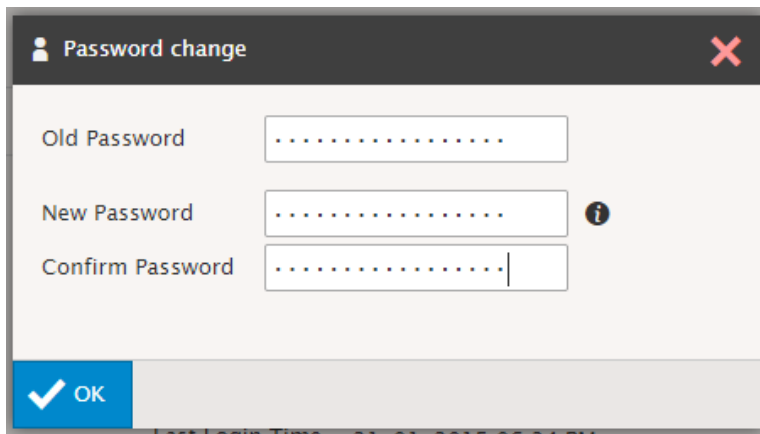 Password change
Old Password
.................
New Password
.................
Confirm Password
.................
OK